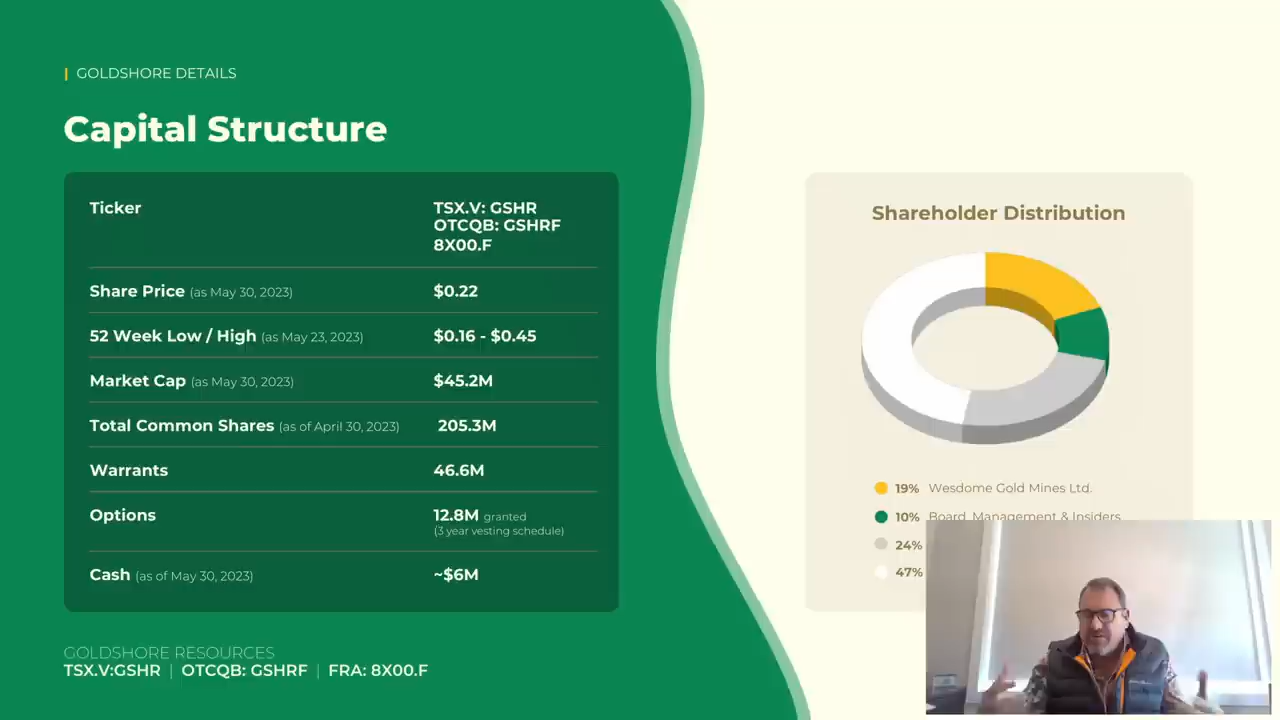 GOLDSHORE DETAILS
Capital Structure
Ticker
TSX.V: GSHR
OTCQB: GSHRF
8X00.F
Share Price (as May 30, 2023)
$0.22
52 Week Low / High (as May 23, 2023)
$0.16 - $0.45
Market Cap (as May 30, 2023)
$45.2M
Total Common Shares (as of April 30, 2023)
205.3M
Warrants
46.6M
Options
12.8M granted
(3 year vesting schedule)
Cash (as of May 30, 2023)
~$6M
GOLDSHORE RESOURCES
TSX.V:GSHR | OTCQB: GSHRF | FRA: 8X00.F
Shareholder Distribution
19% Wesdome Gold Mines Ltd.
10% Board, Management & Insiders
24%
47%